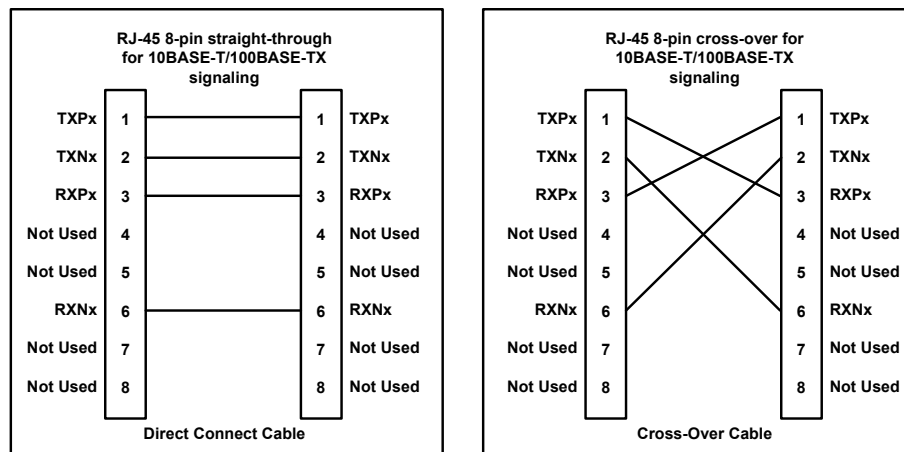 RJ-45 8-pin straight-through
for 10BASE-T/100BASE-TX
signaling
TXPx 1 1 TXPx
TXNx 2 2 TXNx
RXPx 3 3 RXPx
Not Used 4 4 Not Used
Not Used 5 5 Not Used
RXNx 6 6 RXNx
Not Used 7 7 Not Used
Not Used 8 8 Not Used
Direct Connect Cable
RJ-45 8-pin cross-over for
10BASE-T/100BASE-TX
signaling
TXPx 1 1 TXPx
TXNx 2 2 TXNx
RXPx 3 3 RXPx
Not Used 4 4 Not Used
Not Used 5 5 Not Used
RXNx 6 6 RXNx
Not Used 7 7 Not Used
Not Used 8 8 Not Used
Cross-Over Cable